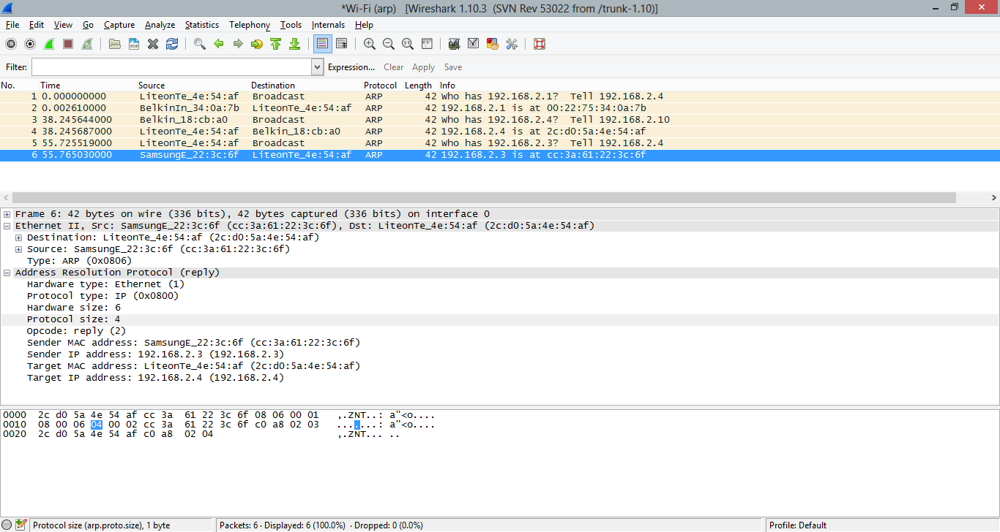 *Wi-Fi (arp)   [Wireshark 1.10.3  (SVN Rev 53022 from /trunk-1.10)]
File Edit View Go Capture Analyze Statistics Telephony Tools Internals Help
Filter: Expression... Clear Apply Save
No. Time Source Destination Protocol Length Info
1 0.000000000 LiteonTe_4e:54:af Broadcast ARP 42 Who has 192.168.2.1?  Tell 192.168.2.4
2 0.002610000 BelkinIn_34:0a:7b LiteonTe_4e:54:af ARP 42 192.168.2.1 is at 00:22:75:34:0a:7b
3 38.245644000 Belkin_18:cb:a0 Broadcast ARP 42 Who has 192.168.2.4?  Tell 192.168.2.10
4 38.245687000 LiteonTe_4e:54:af Belkin_18:cb:a0 ARP 42 192.168.2.4 is at 2c:d0:5a:4e:54:af
5 55.725519000 LiteonTe_4e:54:af Broadcast ARP 42 Who has 192.168.2.3?  Tell 192.168.2.4
6 55.765030000 SamsungE_22:3c:6f LiteonTe_4e:54:af ARP 42 192.168.2.3 is at cc:3a:61:22:3c:6f
Frame 6: 42 bytes on wire (336 bits), 42 bytes captured (336 bits) on interface 0
Ethernet II, Src: SamsungE_22:3c:6f (cc:3a:61:22:3c:6f), Dst: LiteonTe_4e:54:af (2c:d0:5a:4e:54:af)
Destination: LiteonTe_4e:54:af (2c:d0:5a:4e:54:af)
Source: SamsungE_22:3c:6f (cc:3a:61:22:3c:6f)
Type: ARP (0x0806)
Address Resolution Protocol (reply)
Hardware type: Ethernet (1)
Protocol type: IP (0x0800)
Hardware size: 6
Protocol size: 4
Opcode: reply (2)
Sender MAC address: SamsungE_22:3c:6f (cc:3a:61:22:3c:6f)
Sender IP address: 192.168.2.3 (192.168.2.3)
Target MAC address: LiteonTe_4e:54:af (2c:d0:5a:4e:54:af)
Target IP address: 192.168.2.4 (192.168.2.4)
0000  2c d0 5a 4e 54 af cc 3a  61 22 3c 6f 08 06 00 01   ,.ZNT..: a"<o....
0010  08 00 06 04 00 02 cc 3a  61 22 3c 6f c0 a8 02 03   .......: a"<o....
0020  2c d0 5a 4e 54 af c0 a8  02 04   ,.ZNT... ..
Protocol size (arp.proto.size), 1 byte Packets: 6 · Displayed: 6 (100.0%)  · Dropped: 0 (0.0%) Profile: Default